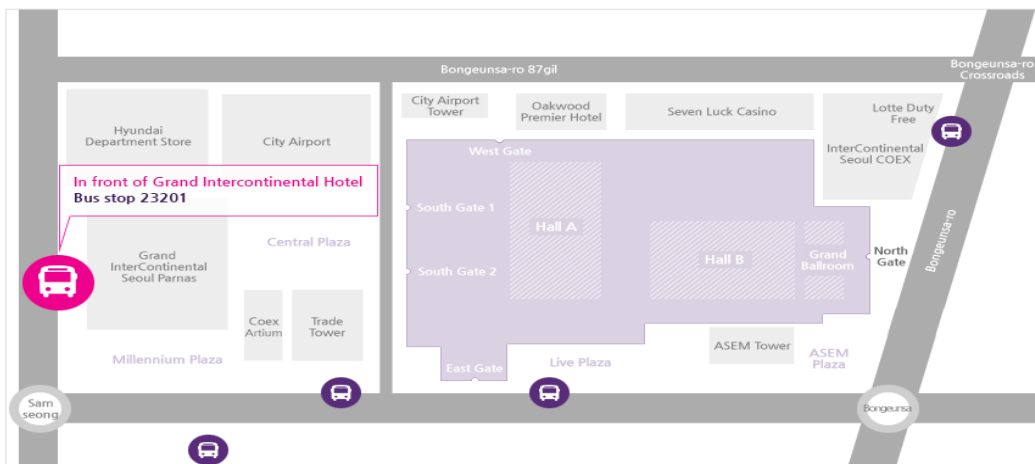 Bongeunsa-ro 87gil
Bongeunsa-ro
Crossroads
Hyundai
Department Store
City Airport
City Airport
Tower
Oakwood
Premier Hotel
Seven Luck Casino
Lotte Duty
Free
InterContinental
Seoul COEX
West Gate
In front of Grand Intercontinental Hotel
Bus stop 23201
South Gate 1
Hall A
Central Plaza
Grand
InterContinental
Seoul Parnas
South Gate 2
Hall B
Grand
Ballroom
North
Gate
Bongeunsa-ro
Coex
Artium
Trade
Tower
Millennium Plaza
East Gate
Live Plaza
ASEM Tower
ASEM
Plaza
Sam
seong
Bongeunsa